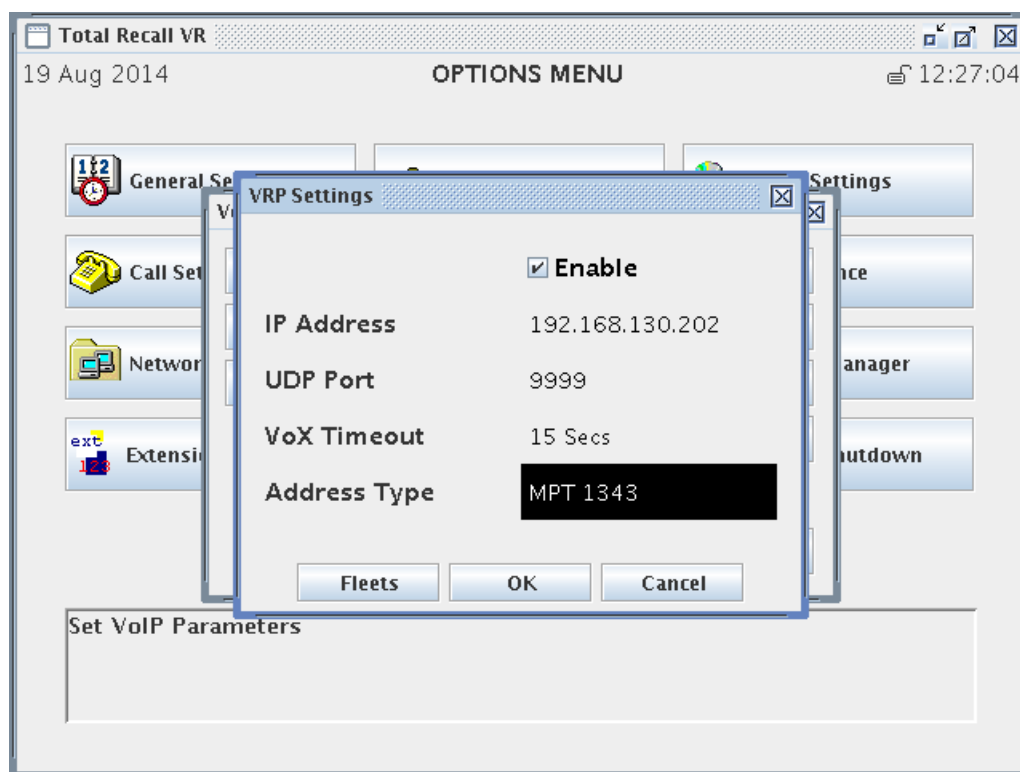 Total Recall VR
19 Aug 2014 OPTIONS MENU 12:27:04
General Se
Settings
VRP Settings
Call Set
nce
Enable
IP Address 192.168.130.202
Networ
anager
UDP Port 9999
VoX Timeout 15 Secs
ext
123
Extensi
utdown
Address Type MPT 1343
Fleets OK Cancel
Set VoIP Parameters